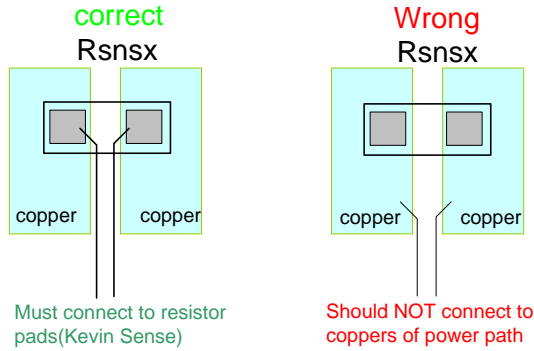 correct
Rsnsx
copper
copper
Must connect to resistor
pads(Kevin Sense)
Wrong
Rsnsx
copper
copper
Should NOT connect to
coppers of power path